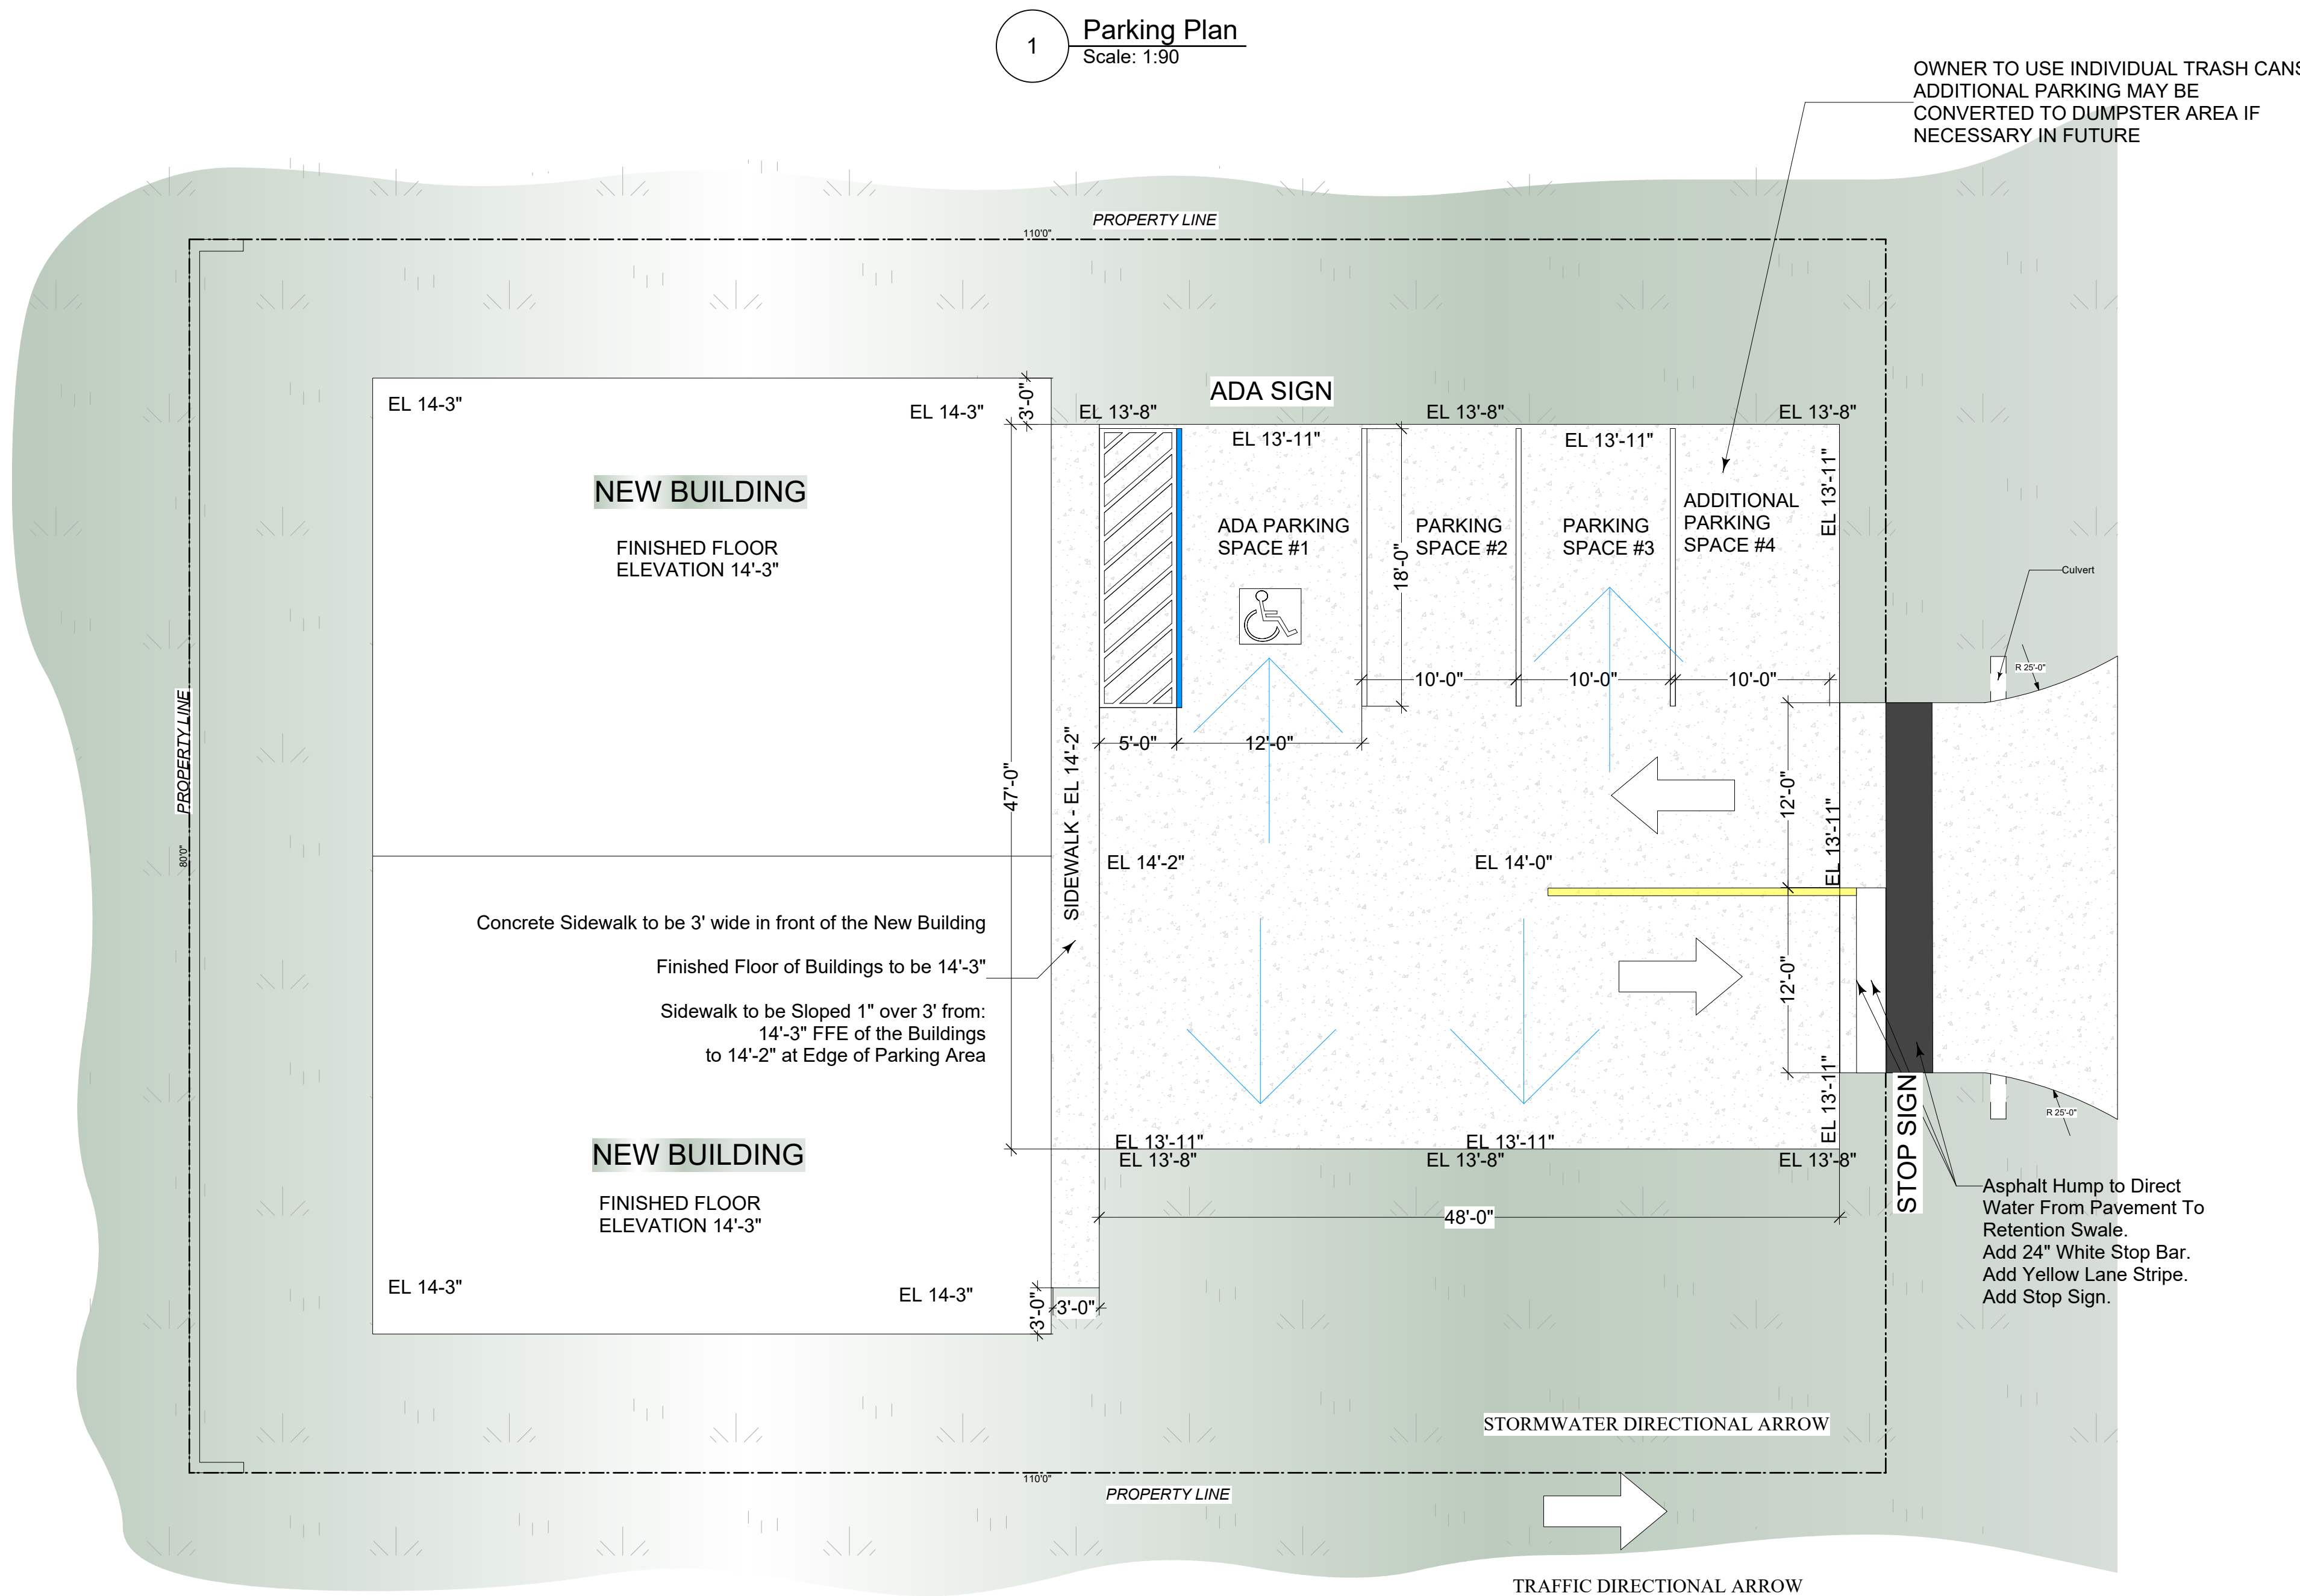 1
Parking Plan
Scale: 1:90
OWNER TO USE INDIVIDUAL TRASH CANS
ADDITIONAL PARKING MAY BE
CONVERTED TO DUMPSTER AREA IF
NECESSARY IN FUTURE
PROPERTY LINE
110'0"
EL 14-3"
EL 14-3"
3'-0"
EL 13'-8"
ADA SIGN
EL 13'-8"
EL 13'-8"
EL 13'-11"
EL 13'-11"
EL 13'-11"
NEW BUILDING
FINISHED FLOOR
ELEVATION 14'-3"
ADA PARKING
SPACE #1
PARKING
SPACE #2
PARKING
SPACE #3
ADDITIONAL
PARKING
SPACE #4
18'-0"
Culvert
R 25'-0"
10'-0"
10'-0"
10'-0"
5'-0"
12'-0"
PROPERTY LINE
80'0"
47'-0"
SIDEWALK - EL 14'-2"
12'-0"
EL 13'-11"
EL 14'-2"
EL 14'-0"
Concrete Sidewalk to be 3' wide in front of the New Building
Finished Floor of Buildings to be 14'-3"
Sidewalk to be Sloped 1" over 3' from:
14'-3" FFE of the Buildings
to 14'-2" at Edge of Parking Area
12'-0"
EL 13'-11"
R 25'-0"
STOP SIGN
EL 13'-11"
EL 13'-11"
EL 13'-8"
EL 13'-8"
EL 13'-8"
NEW BUILDING
FINISHED FLOOR
ELEVATION 14'-3"
48'-0"
Asphalt Hump to Direct
Water From Pavement To
Retention Swale.
Add 24" White Stop Bar.
Add Yellow Lane Stripe.
Add Stop Sign.
EL 14-3"
EL 14-3"
3'-0"
3'-0"
STORMWATER DIRECTIONAL ARROW
110'0"
PROPERTY LINE
TRAFFIC DIRECTIONAL ARROW